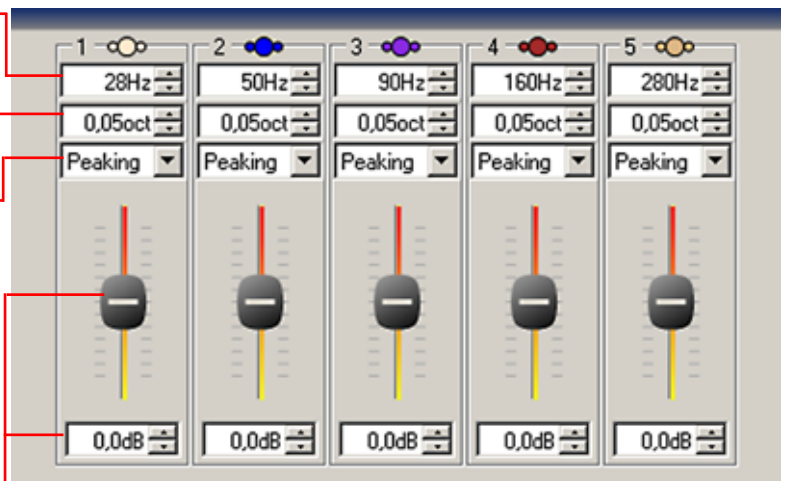 1 2 3 4 5
28Hz 50Hz 90Hz 160Hz 280Hz
0,05oct 0,05oct 0,05oct 0,05oct 0,05oct
Peaking Peaking Peaking Peaking Peaking
0,0dB 0,0dB 0,0dB 0,0dB 0,0dB